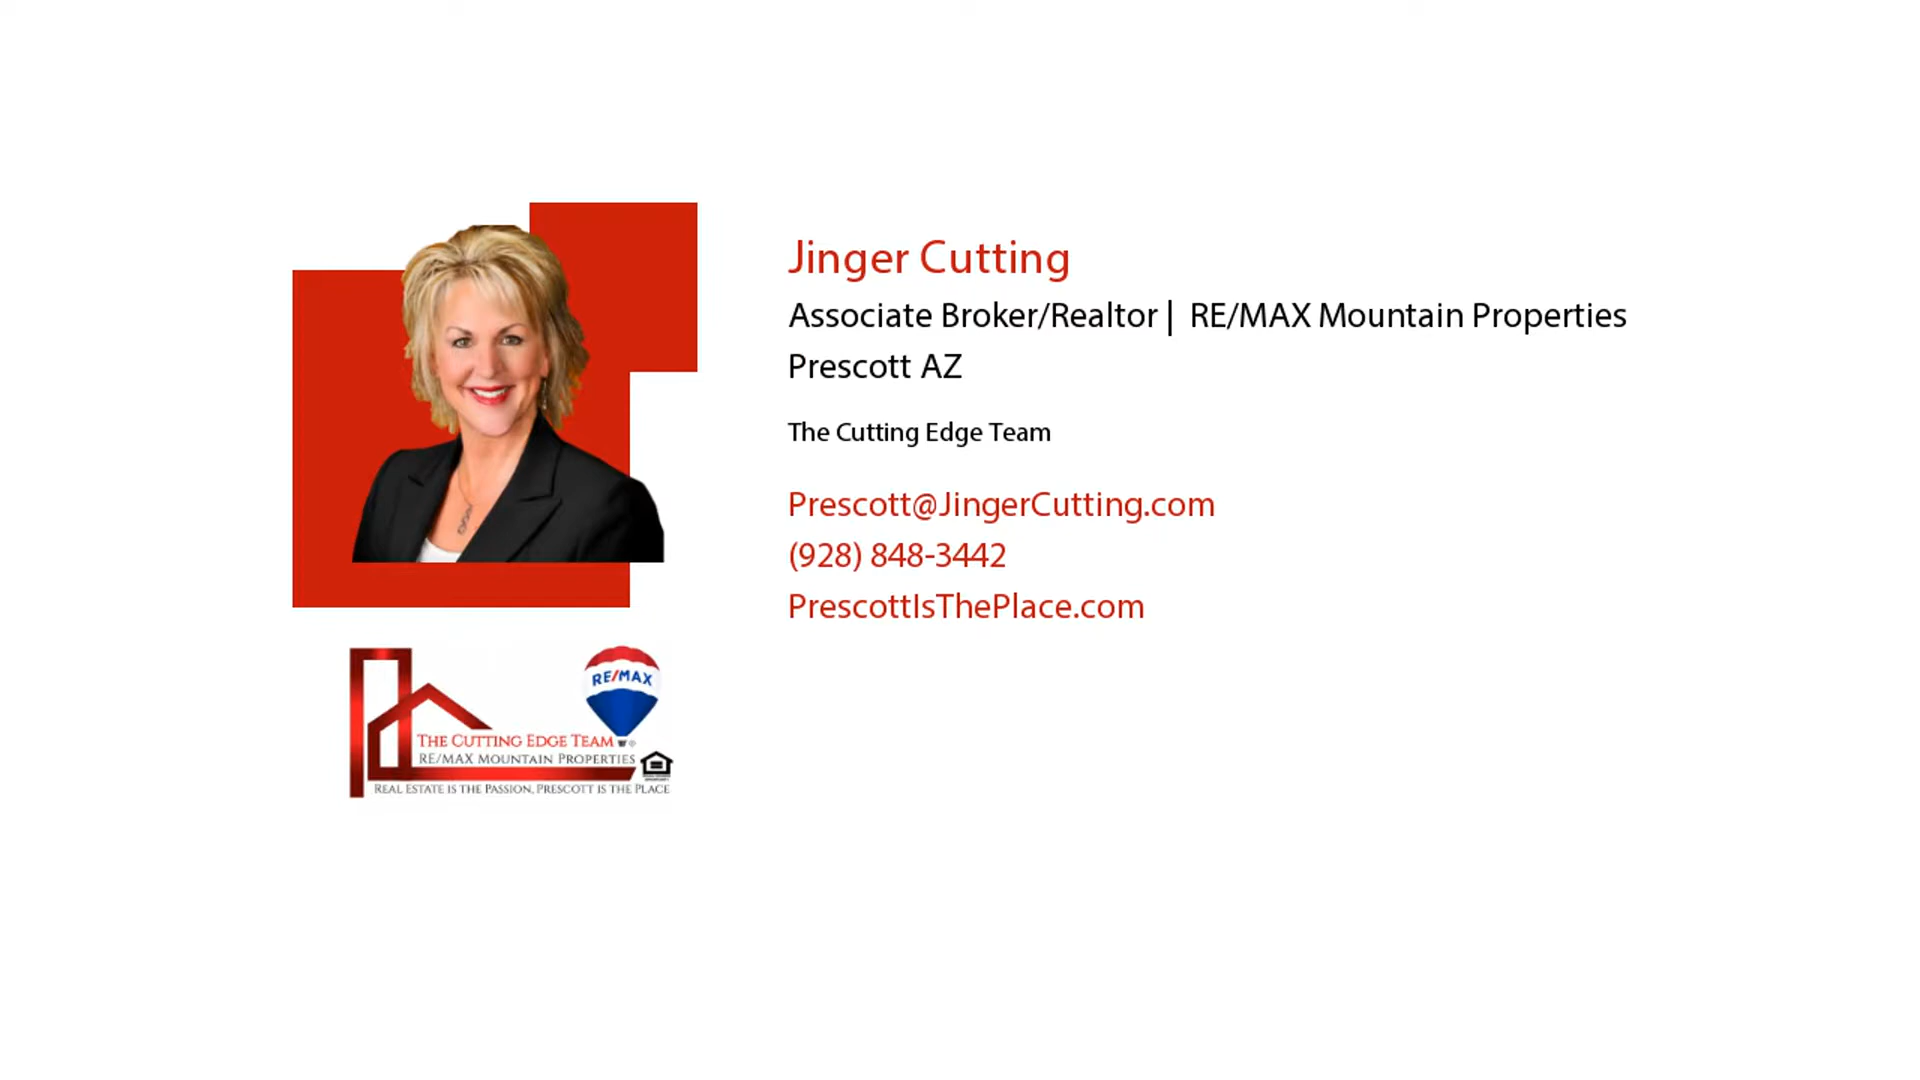 Jinger Cutting
Associate Broker/Realtor | RE/MAX Mountain Properties
Prescott AZ
The Cutting Edge Team
Prescott@JingerCutting.com
(928) 848-3442
PrescottIsThePlace.com
RE/MAX
The Cutting Edge Team
RE/MAX Mountain Properties
Real Estate is the Passion, Prescott is the Place